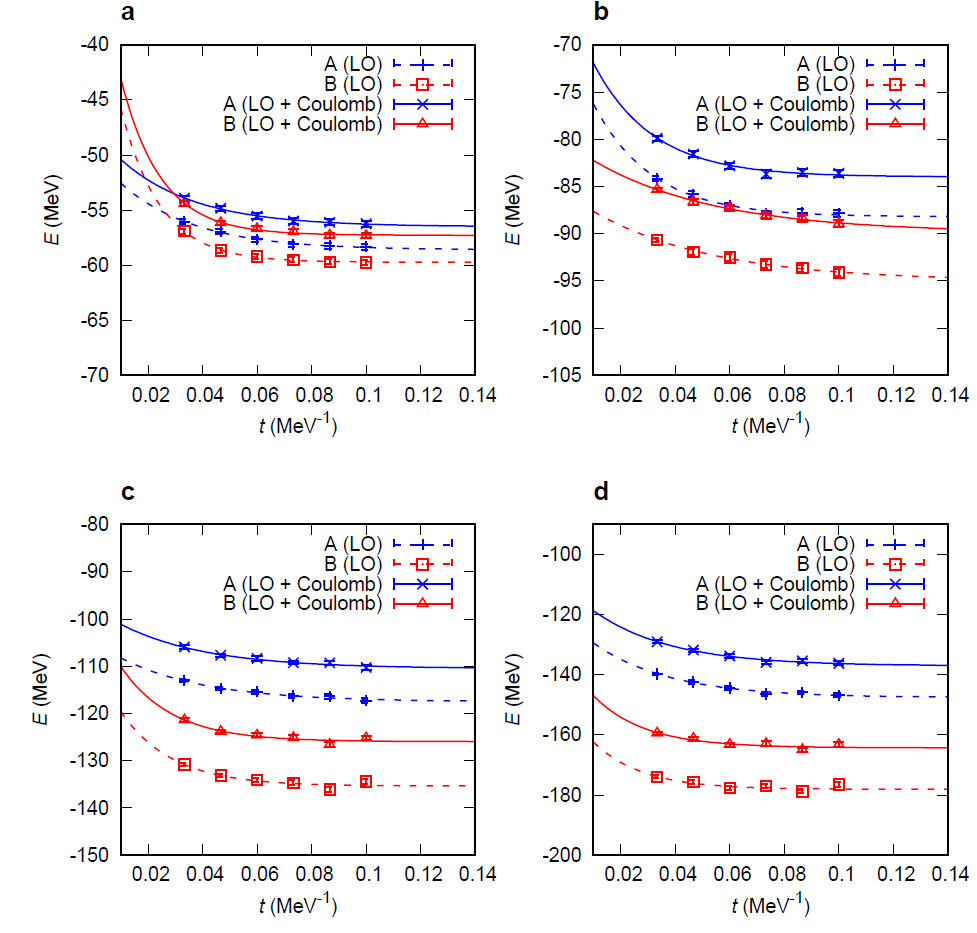 a
-40
-45
-50
-55
-60
-65
-70
E (MeV)
A (LO)
B (LO)
A (LO + Coulomb)
B (LO + Coulomb)
0.02 0.04 0.06 0.08 0.1 0.12 0.14
t (MeV-1)
b
-70
-75
-80
-85
-90
-95
-100
-105
E (MeV)
A (LO)
B (LO)
A (LO + Coulomb)
B (LO + Coulomb)
0.02 0.04 0.06 0.08 0.1 0.12 0.14
t (MeV-1)
c
-80
-90
-100
-110
-120
-130
-140
-150
E (MeV)
A (LO)
B (LO)
A (LO + Coulomb)
B (LO + Coulomb)
0.02 0.04 0.06 0.08 0.1 0.12 0.14
t (MeV-1)
d
-100
-120
-140
-160
-180
-200
E (MeV)
A (LO)
B (LO)
A (LO + Coulomb)
B (LO + Coulomb)
0.02 0.04 0.06 0.08 0.1 0.12 0.14
t (MeV-1)